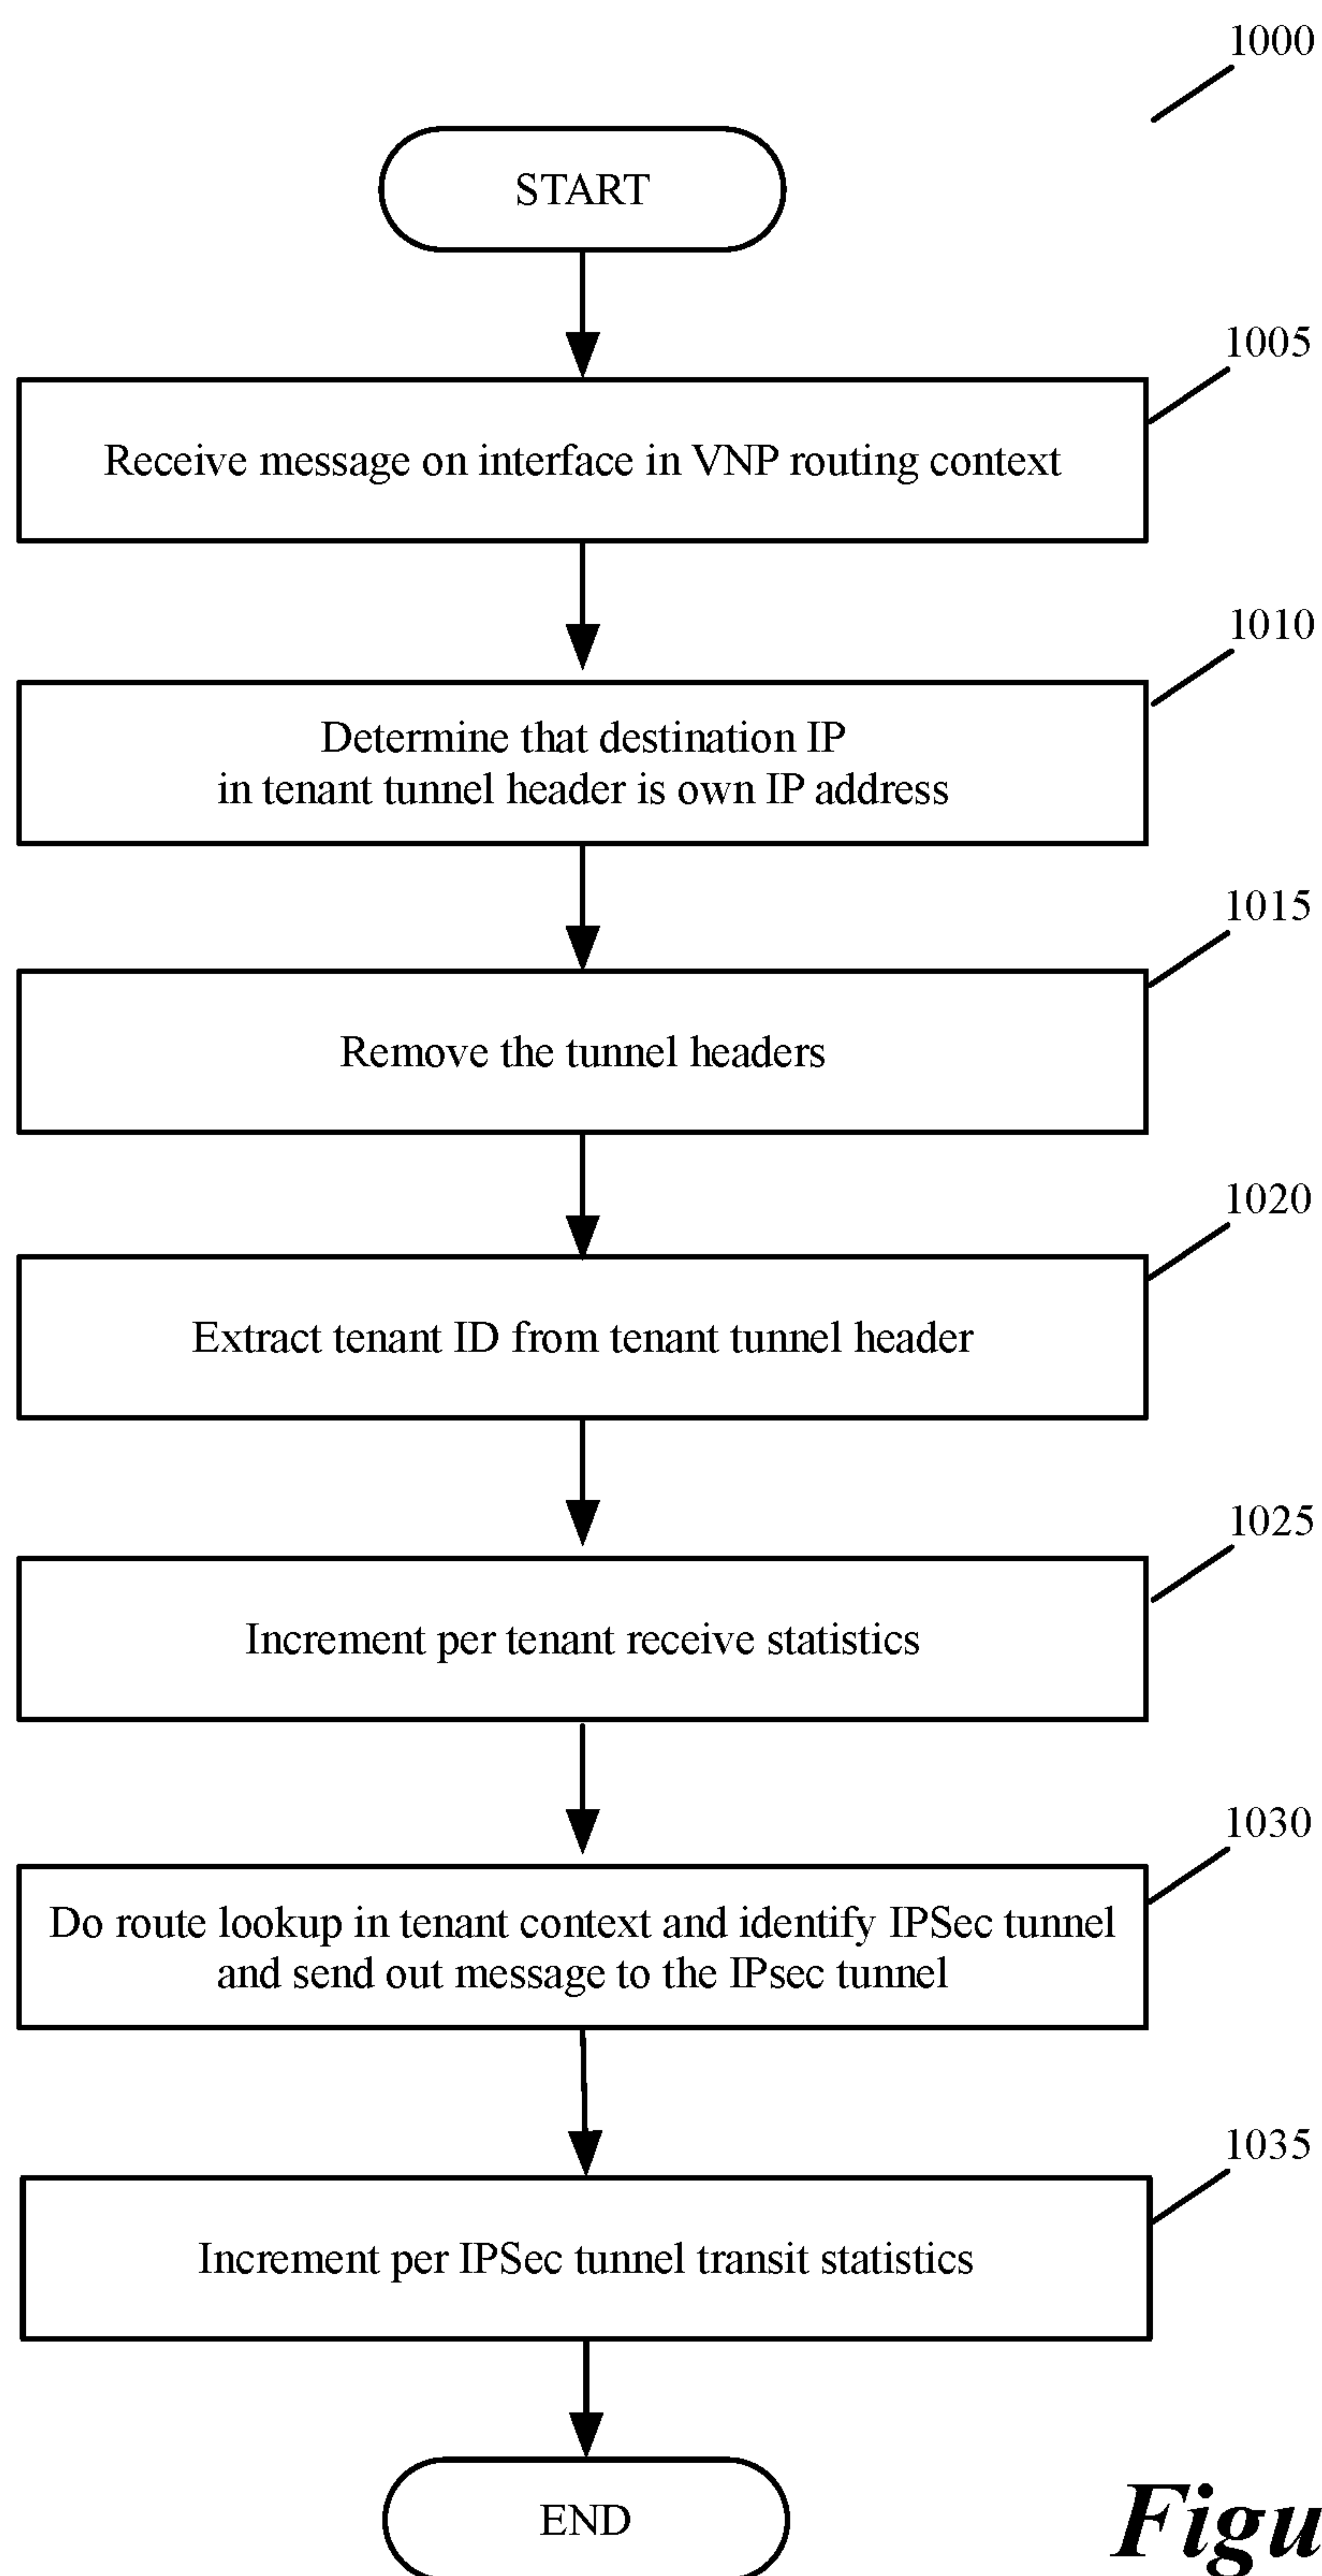 1000
START
1005
Receive message on interface in VNP routing context
1010
Determine that destination IP
in tenant tunnel header is own IP address
1015
Remove the tunnel headers
1020
Extract tenant ID from tenant tunnel header
1025
Increment per tenant receive statistics
1030
Do route lookup in tenant context and identify IPSec tunnel
and send out message to the IPsec tunnel
1035
Increment per IPSec tunnel transit statistics
END
Figu